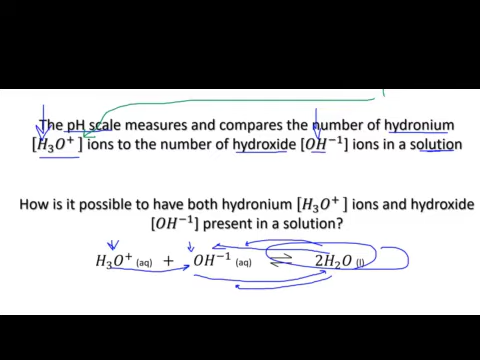 The pH scale measures and compares the number of hydronium
[H₃O⁺] ions to the number of hydroxide [OH⁻¹] ions in a solution
How is it possible to have both hydronium [H₃O⁺] ions and hydroxide
[OH⁻¹] present in a solution?
H₃O⁺ (aq) + OH⁻¹ (aq) ⇌ 2H₂O (l)